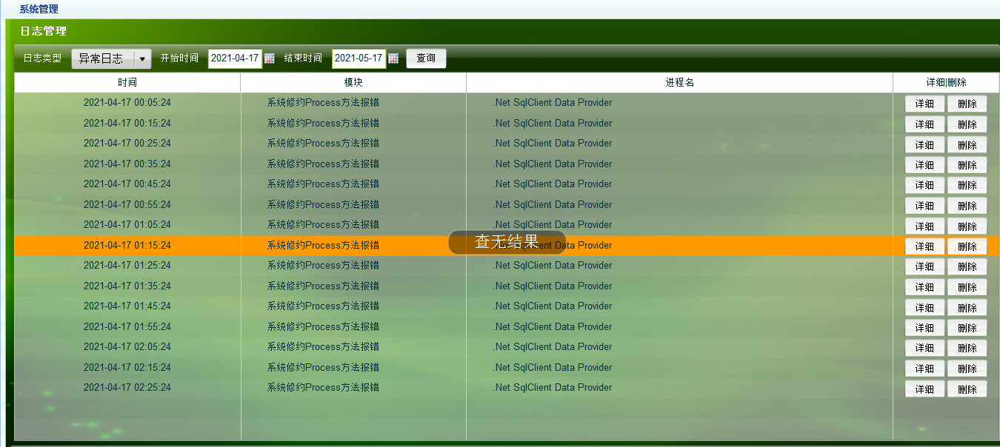 系统管理
日志管理
日志类型 异常日志 开始时间 2021-04-17 结束时间 2021-05-17 查询
时间 模块 进程名 详细|删除
2021-04-17 00:05:24 系统修约Process方法报错 .Net SqlClient Data Provider 详细 删除
2021-04-17 00:15:24 系统修约Process方法报错 .Net SqlClient Data Provider 详细 删除
2021-04-17 00:25:24 系统修约Process方法报错 .Net SqlClient Data Provider 详细 删除
2021-04-17 00:35:24 系统修约Process方法报错 .Net SqlClient Data Provider 详细 删除
2021-04-17 00:45:24 系统修约Process方法报错 .Net SqlClient Data Provider 详细 删除
2021-04-17 00:55:24 系统修约Process方法报错 .Net SqlClient Data Provider 详细 删除
2021-04-17 01:05:24 系统修约Process方法报错 .Net SqlClient Data Provider 详细 删除
2021-04-17 01:15:24 系统修约Process方法报错 查无结果 .Net SqlClient Data Provider 详细 删除
2021-04-17 01:25:24 系统修约Process方法报错 .Net SqlClient Data Provider 详细 删除
2021-04-17 01:35:24 系统修约Process方法报错 .Net SqlClient Data Provider 详细 删除
2021-04-17 01:45:24 系统修约Process方法报错 .Net SqlClient Data Provider 详细 删除
2021-04-17 01:55:24 系统修约Process方法报错 .Net SqlClient Data Provider 详细 删除
2021-04-17 02:05:24 系统修约Process方法报错 .Net SqlClient Data Provider 详细 删除
2021-04-17 02:15:24 系统修约Process方法报错 .Net SqlClient Data Provider 详细 删除
2021-04-17 02:25:24 系统修约Process方法报错 .Net SqlClient Data Provider 详细 删除